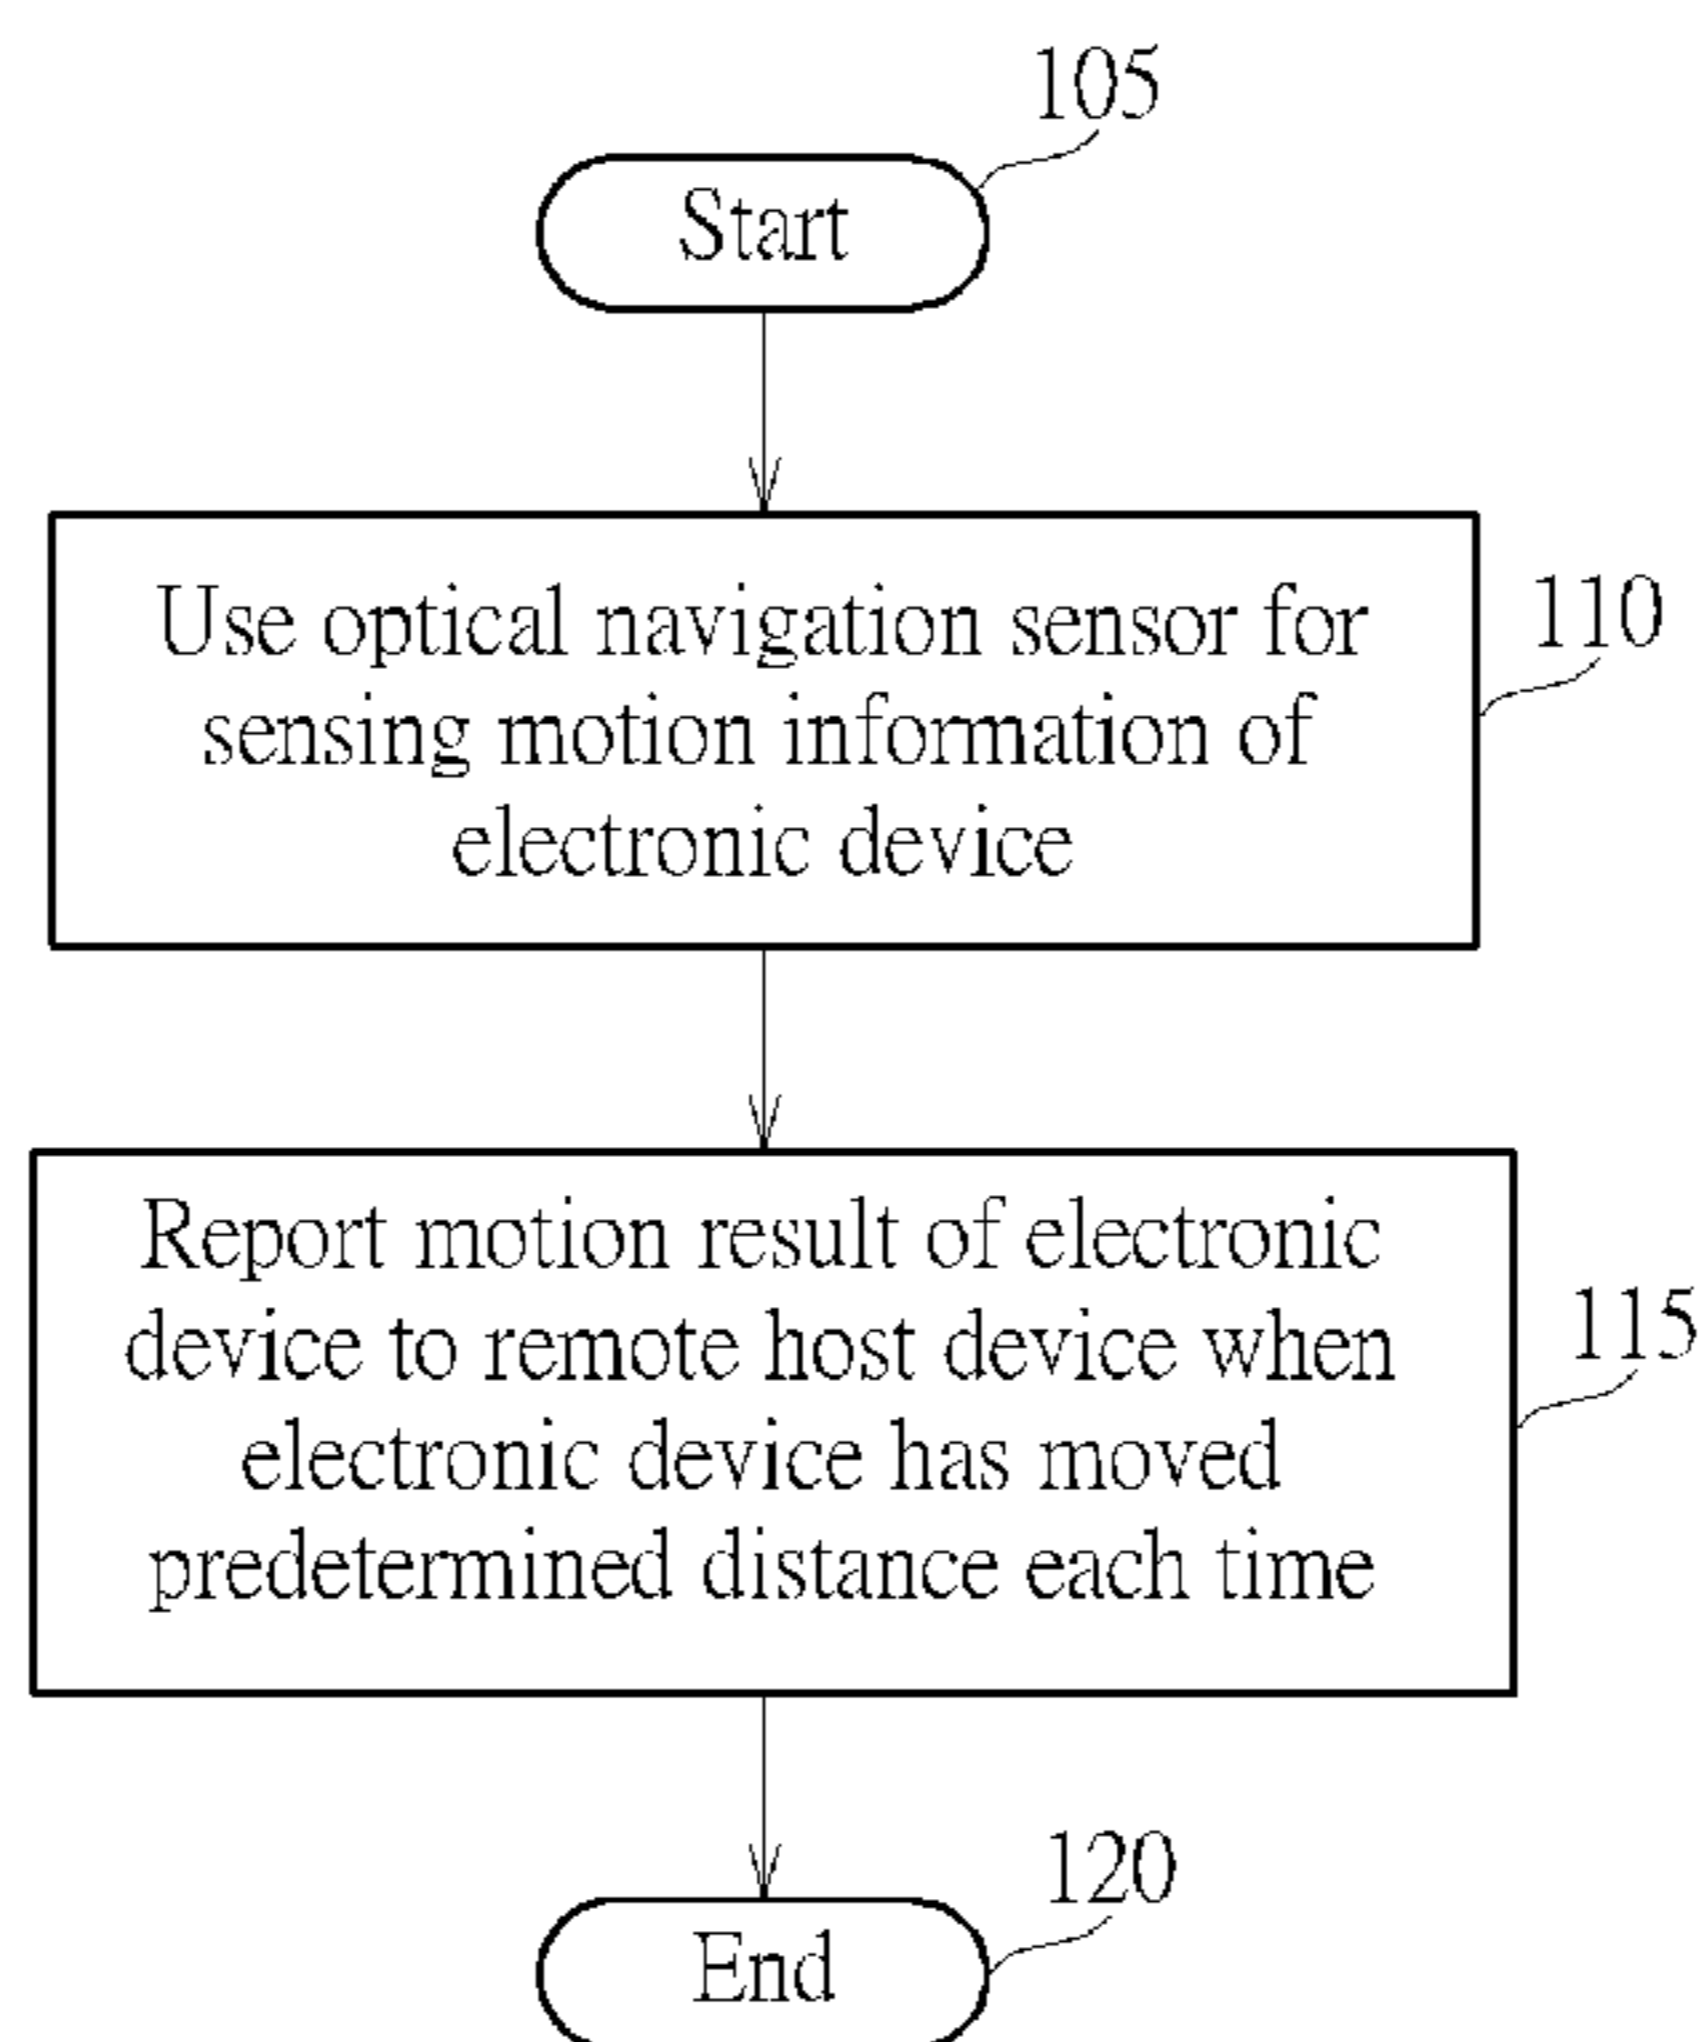 105
Start
Use optical navigation sensor for
sensing motion information of
electronic device
110
Report motion result of electronic
device to remote host device when
electronic device has moved
predetermined distance each time
115
120
End